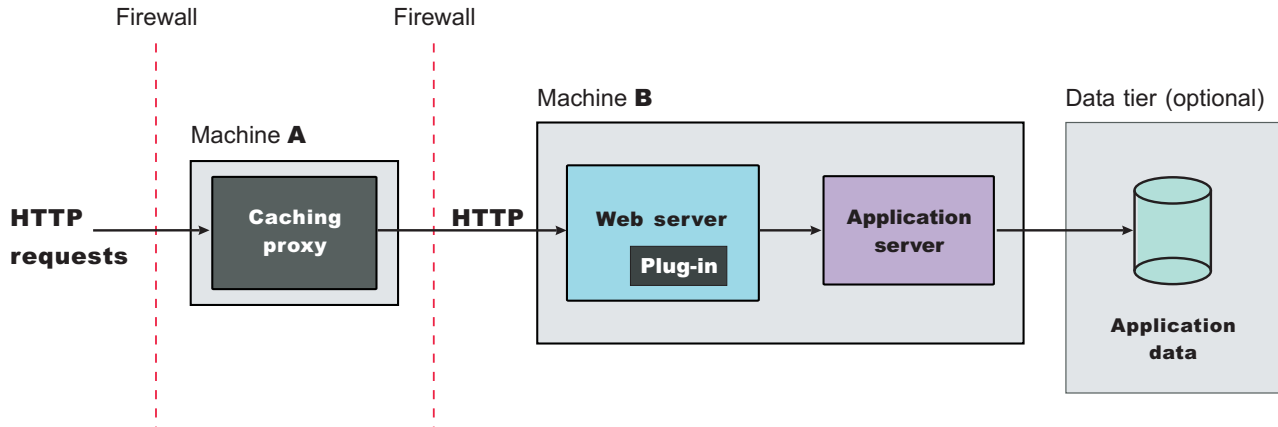 Firewall
Firewall
Machine A
Machine B
Data tier (optional)
HTTP
requests
Caching
proxy
HTTP
Web server
Plug-in
Application
server
Application
data